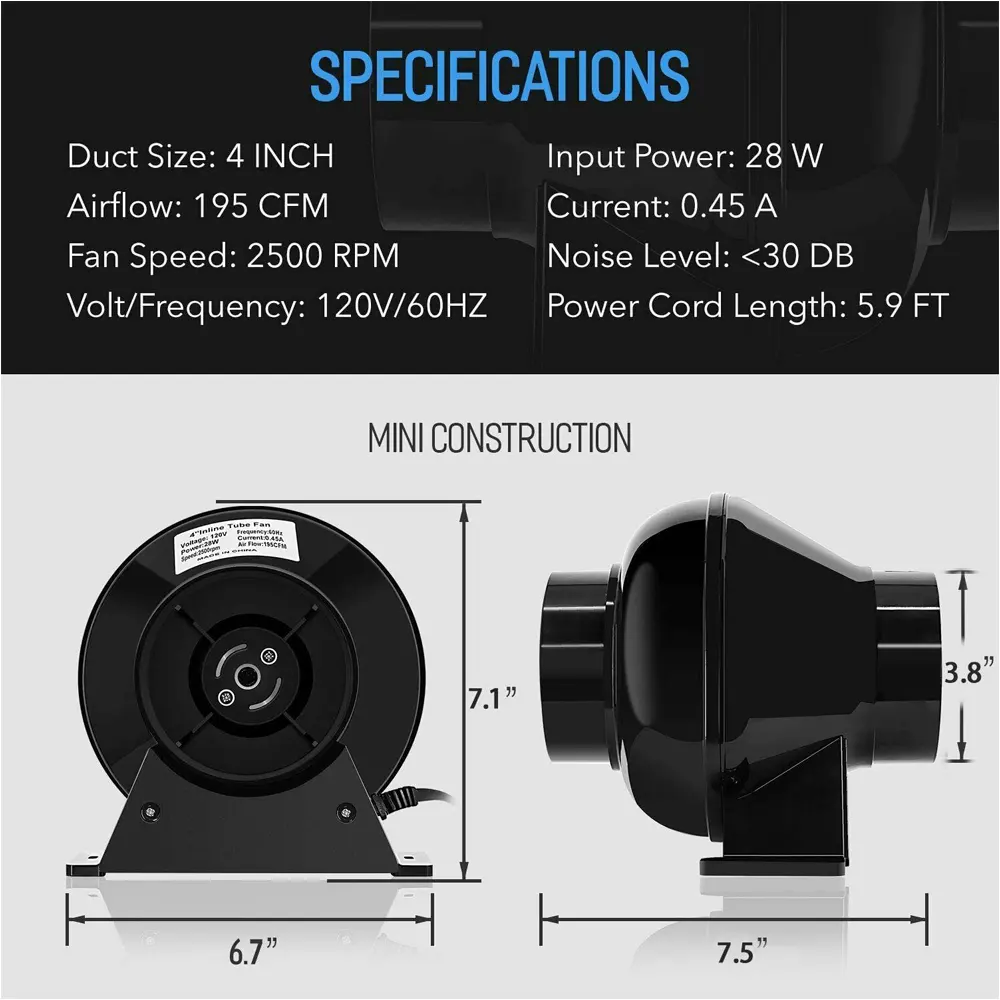 SPECIFICATIONS
Duct Size: 4 INCH
Airflow: 195 CFM
Fan Speed: 2500 RPM
Volt/Frequency: 120V/60HZ
Input Power: 28 W
Current: 0.45 A
Noise Level: <30 DB
Power Cord Length: 5.9 FT
MINI CONSTRUCTION
4"Inline Tube Fan
Voltage: 120V Frequency:60Hz
Power:28W Current:0.45A
Speed:2500rpm Air Flow:195CFM
MADE IN CHINA
7.1”
3.8”
6.7”
7.5”